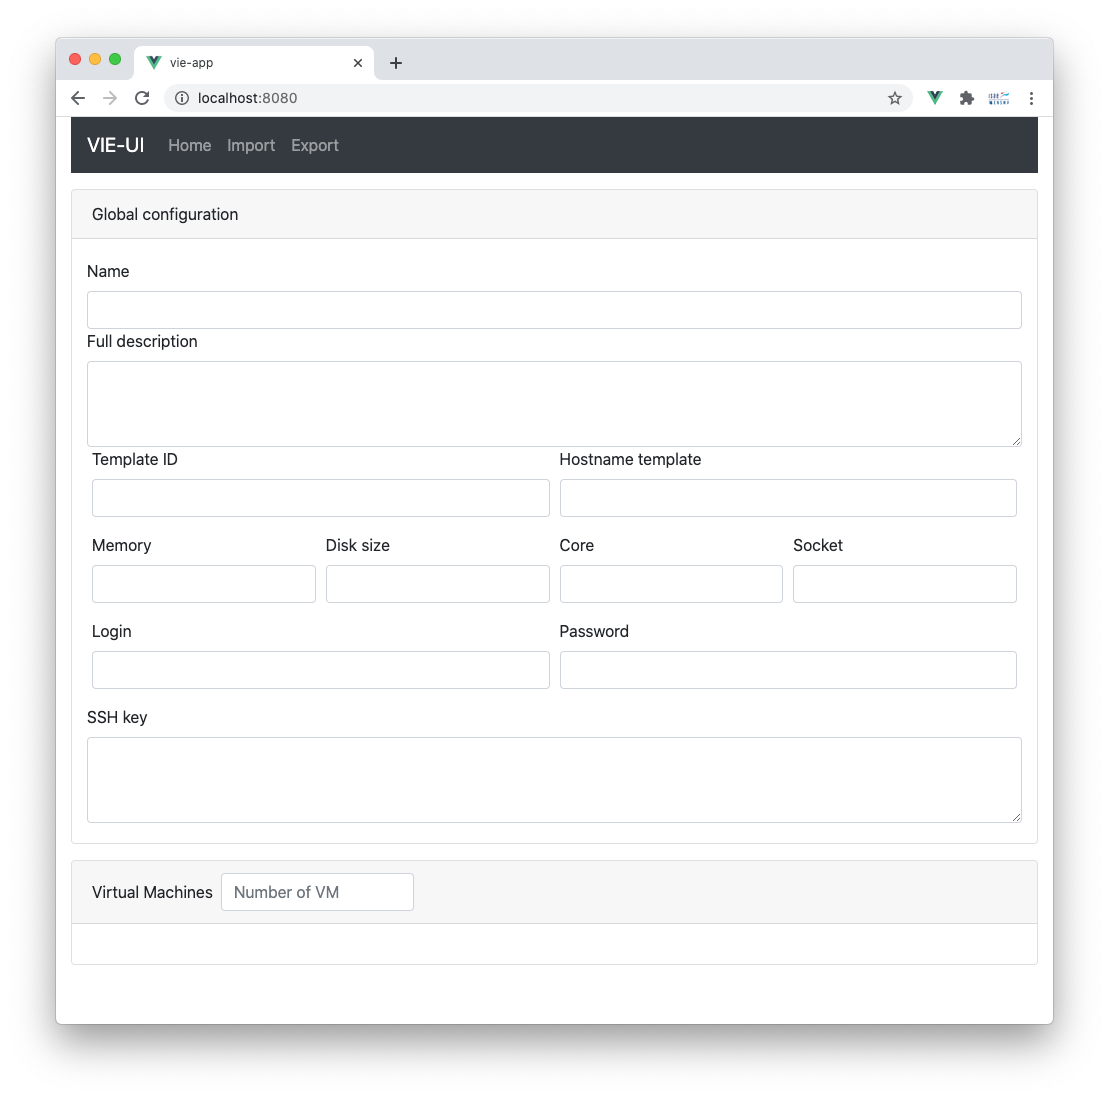 vie-app
localhost:8080
VIE-UI Home Import Export
Global configuration
Name
Full description
Template ID Hostname template
Memory Disk size Core Socket
Login Password
SSH key
Virtual Machines Number of VM